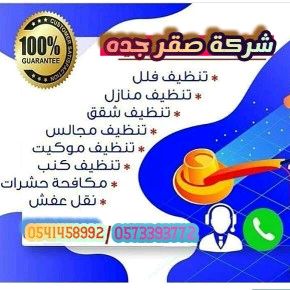 شركة صقر جده
100%
GUARANTEE
* تنظيف فلل
* تنظيف منازل
* تنظيف شقق
* تنظيف مجالس
* تنظيف موكيت
* تنظيف كنب
* مكافحة حشرات
* نقل عفش
0541458992 / 0573393772